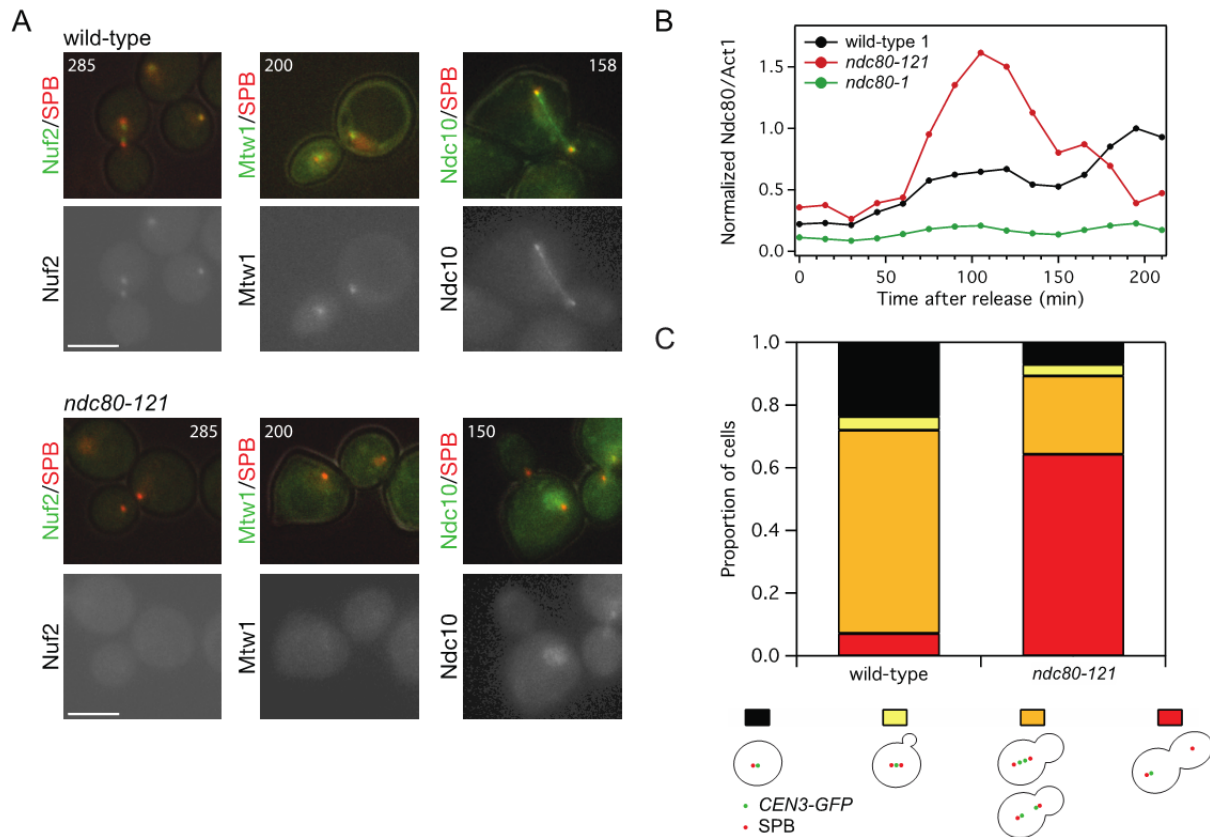 A
wild-type
Nuf2/SPB
285
Mtw1/SPB
200
Ndc10/SPB
158
Nuf2
Mtw1
Ndc10
ndc80-121
Nuf2/SPB
285
Mtw1/SPB
200
Ndc10/SPB
150
Nuf2
Mtw1
Ndc10
B
Normalized Ndc80/Act1
1.5
1.0
0.5
0.0
wild-type 1
ndc80-121
ndc80-1
0 50 100 150 200
Time after release (min)
C
Proportion of cells
1.0
0.8
0.6
0.4
0.2
0.0
wild-type ndc80-121
CEN3-GFP
SPB